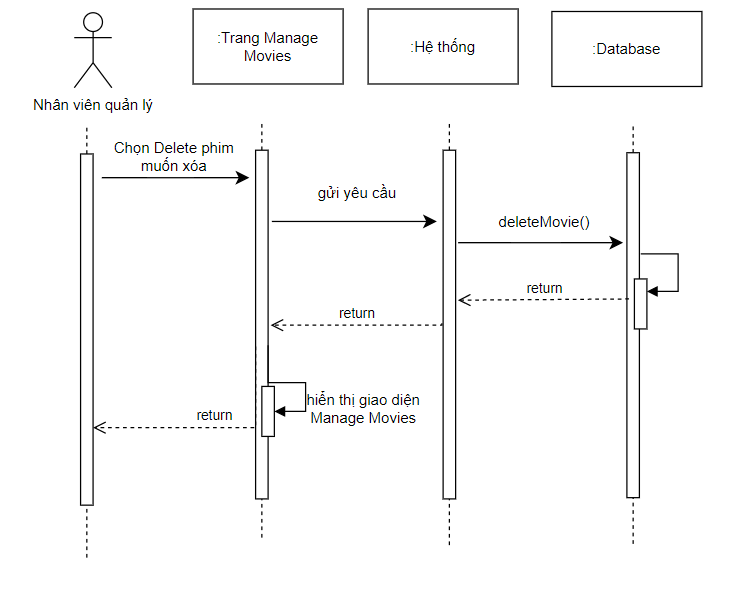 :Trang Manage
Movies
:Hệ thống
:Database
Nhân viên quản lý
Chọn Delete phim
muốn xóa
gửi yêu cầu
deleteMovie()
return
return
hiển thị giao diện
Manage Movies
return